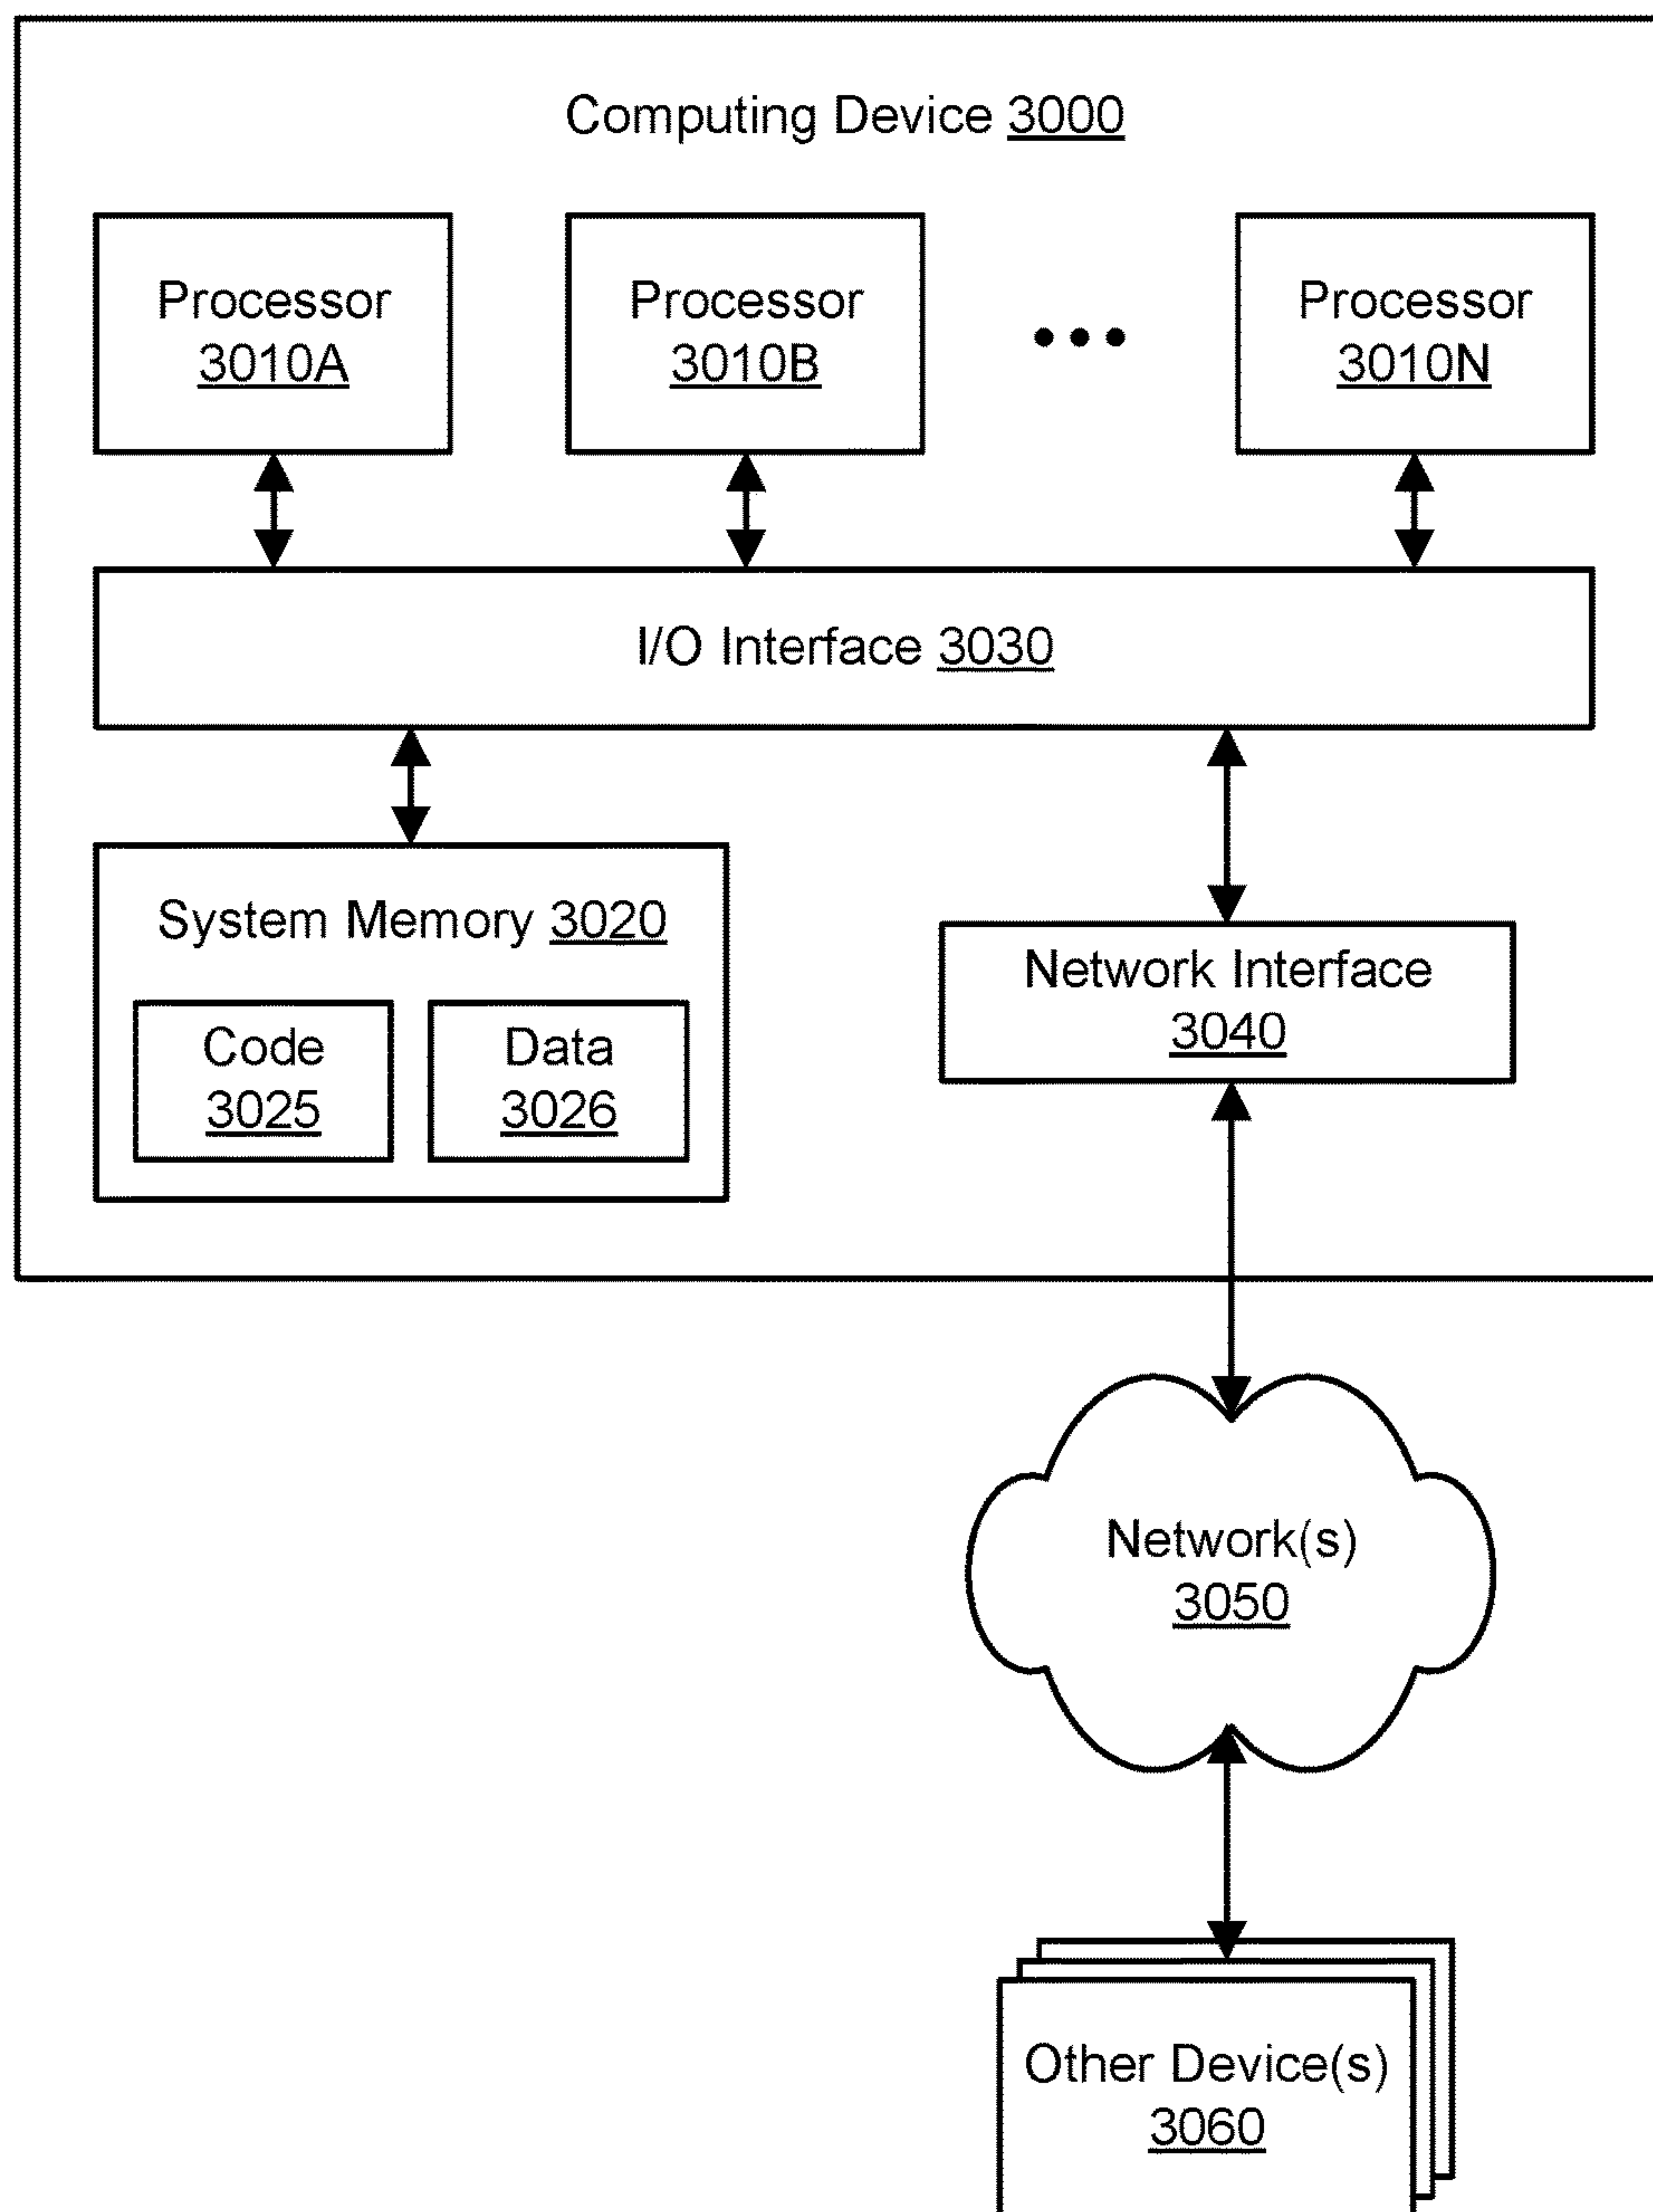 Computing Device 3000
Processor
3010A
Processor
3010B
Processor
3010N
I/O Interface 3030
System Memory 3020
Code
3025
Data
3026
Network Interface
3040
Network(s)
3050
Other Device(s)
3060